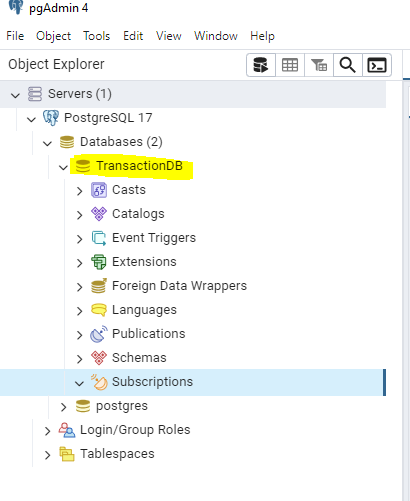 pgAdmin 4
File Object Tools Edit View Window Help
Object Explorer
Servers (1)
PostgreSQL 17
Databases (2)
TransactionDB
Casts
Catalogs
Event Triggers
Extensions
Foreign Data Wrappers
Languages
Publications
Schemas
Subscriptions
postgres
Login/Group Roles
Tablespaces